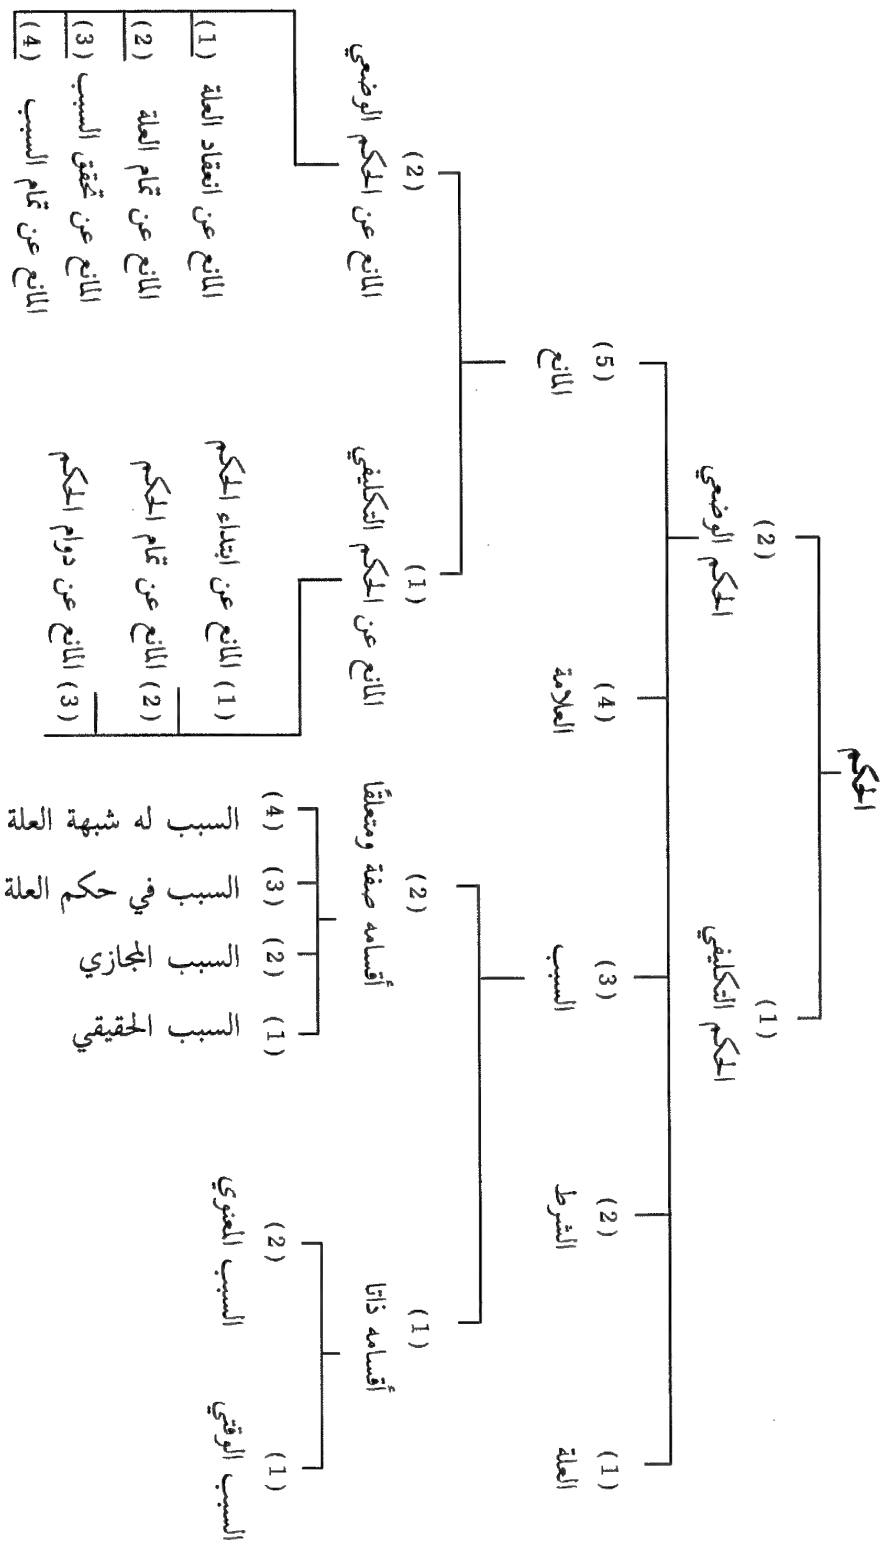 الحكم
(1)
الحكم التكليفي
(2)
الحكم الوضعي
(1)
العلة
(2)
الشرط
(3)
السبب
(4)
العلامة
(5)
المانع
(1)
أقسامه ذاتا
(2)
أقسامه صفة ومتعلقا
(1)
السبب الوقتي
(2)
السبب المعنوي
(1) السبب الحقيقي
(2) السبب المجازي
(3) السبب في حكم العلة
(4) السبب له شبهة العلة
(1)
المانع عن الحكم التكليفي
(2)
المانع عن الحكم الوضعي
(1) المانع عن ابتداء الحكم
(2) المانع عن تمام الحكم
(3) المانع عن دوام الحكم
(1) المانع عن انعقاد العلة
(2) المانع عن تمام العلة
(3) المانع عن تحقق السبب
(4) المانع عن تمام السبب